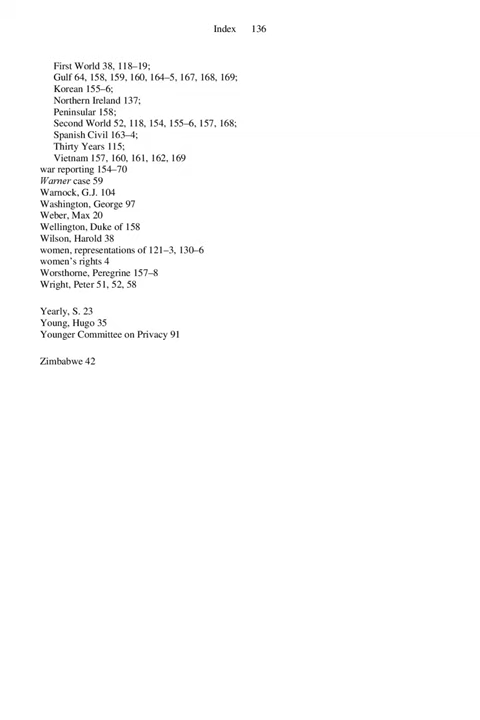 Index 136
First World 38, 118–19;
Gulf 64, 158, 159, 160, 164–5, 167, 168, 169;
Korean 155–6;
Northern Ireland 137;
Peninsular 158;
Second World 52, 118, 154, 155–6, 157, 168;
Spanish Civil 163–4;
Thirty Years 115;
Vietnam 157, 160, 161, 162, 169
war reporting 154–70
Warner case 59
Warnock, G.J. 104
Washington, George 97
Weber, Max 20
Wellington, Duke of 158
Wilson, Harold 38
women, representations of 121–3, 130–6
women’s rights 4
Worsthorne, Peregrine 157–8
Wright, Peter 51, 52, 58
Yearly, S. 23
Young, Hugo 35
Younger Committee on Privacy 91
Zimbabwe 42